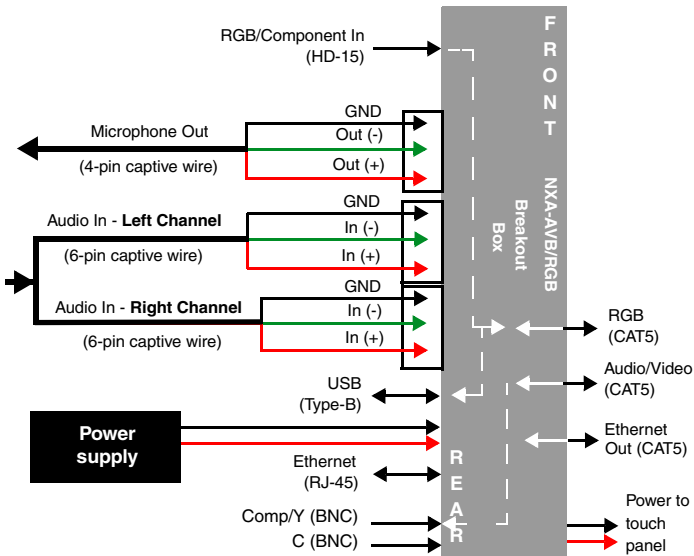 RGB/Component In
(HD-15)
GND
Microphone Out
Out (-)
(4-pin captive wire)
Out (+)
GND
Audio In - Left Channel
In (-)
(6-pin captive wire)
In (+)
GND
Audio In - Right Channel
In (-)
(6-pin captive wire)
In (+)
USB
(Type-B)
Power
supply
Ethernet
(RJ-45)
Comp/Y (BNC)
C (BNC)
FRONT
NXA-AVB/RGB
Breakout
Box
REAR
RGB
(CAT5)
Audio/Video
(CAT5)
Ethernet
Out (CAT5)
Power to
touch
panel